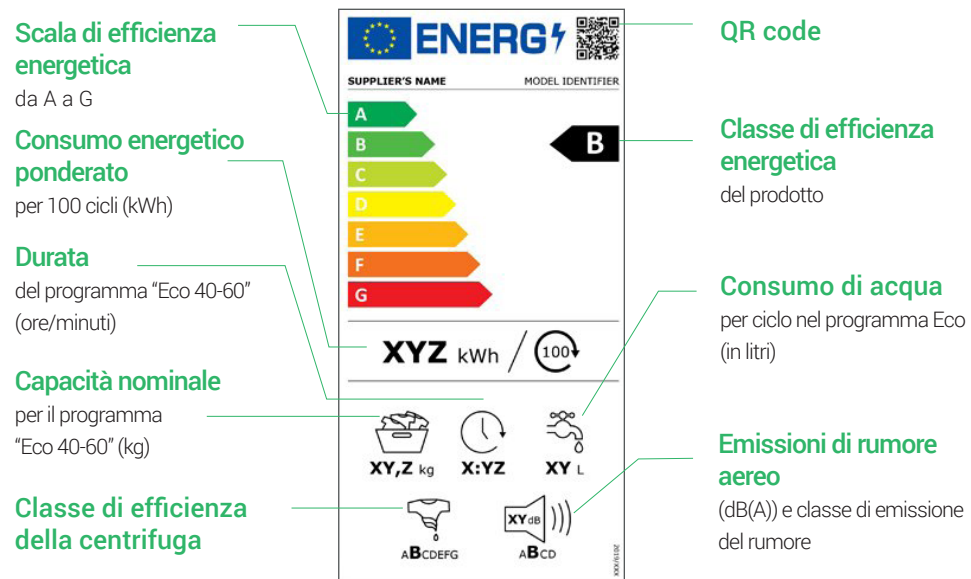 Scala di efficienza
energetica
da A a G
Consumo energetico
ponderato
per 100 cicli (kWh)
Durata
del programma “Eco 40-60”
(ore/minuti)
Capacità nominale
per il programma
“Eco 40-60” (kg)
Classe di efficienza
della centrifuga
ENERG
SUPPLIER'S NAME MODEL IDENTIFIER
A
B
B
C
D
E
F
G
XYZ kWh / 100
XY,Z kg X:YZ XY L
XYdB
ABCDEFG ABCD
2019/XXX
QR code
Classe di efficienza
energetica
del prodotto
Consumo di acqua
per ciclo nel programma Eco
(in litri)
Emissioni di rumore
aereo
(dB(A)) e classe di emissione
del rumore